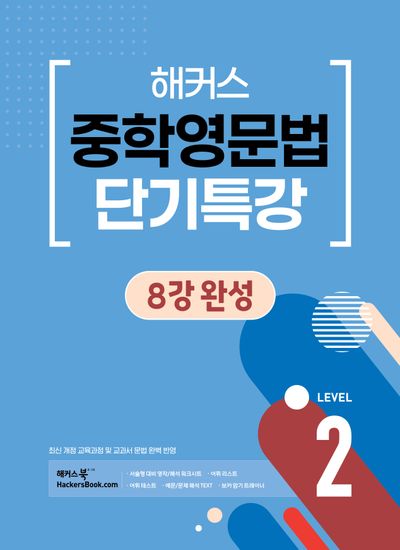 해커스
중학영문법
단기특강
8강 완성
LEVEL
2
최신 개정 교육과정 및 교과서 문법 완벽 반영
해커스북
HackersBook.com
· 서술형 대비 영작/해석 워크시트 · 어휘 리스트
· 어휘 테스트 · 예문/문제 해석 TEXT · 보카 암기 트레이너